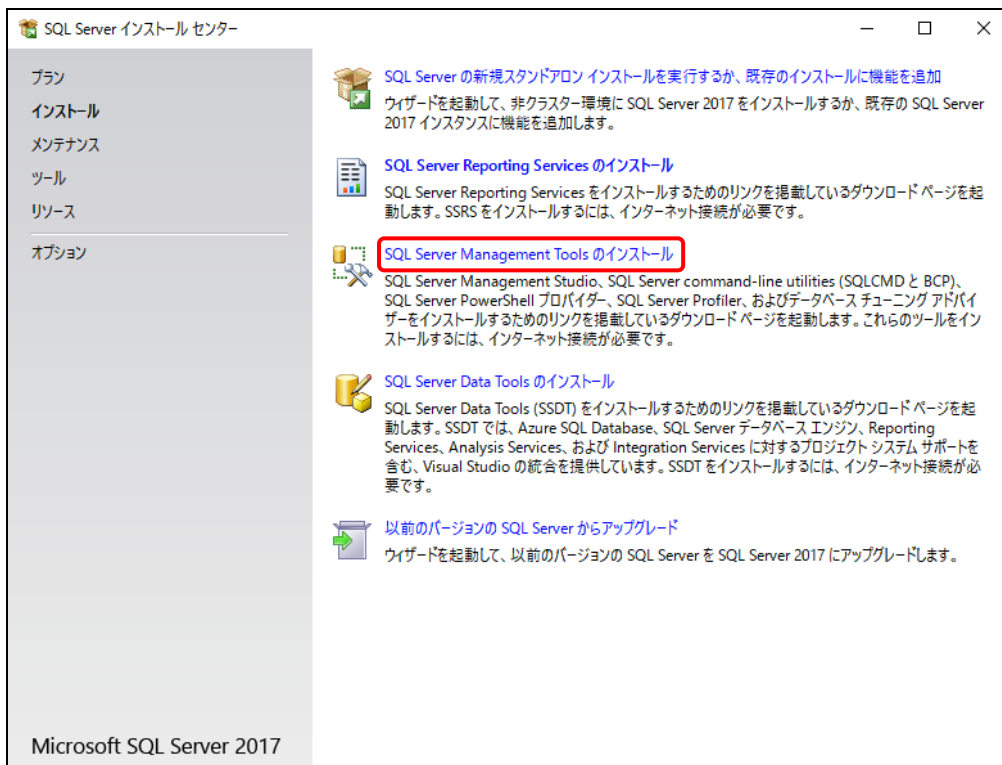 SQL Server インストール センター
プラン
インストール
メンテナンス
ツール
リソース
オプション
SQL Server の新規スタンドアロン インストールを実行するか、既存のインストールに機能を追加
ウィザードを起動して、非クラスター環境に SQL Server 2017 をインストールするか、既存の SQL Server
2017 インスタンスに機能を追加します。
SQL Server Reporting Services のインストール
SQL Server Reporting Services をインストールするためのリンクを掲載しているダウンロード ページを起
動します。SSRS をインストールするには、インターネット接続が必要です。
SQL Server Management Tools のインストール
SQL Server Management Studio、SQL Server command-line utilities (SQLCMD と BCP)、
SQL Server PowerShell プロバイダー、SQL Server Profiler、およびデータベース チューニング アドバイ
ザーをインストールするためのリンクを掲載しているダウンロード ページを起動します。これらのツールをイン
ストールするには、インターネット接続が必要です。
SQL Server Data Tools のインストール
SQL Server Data Tools (SSDT) をインストールするためのリンクを掲載しているダウンロード ページを起
動します。SSDT では、Azure SQL Database、SQL Server データベース エンジン、Reporting
Services、Analysis Services、および Integration Services に対するプロジェクト システム サポートを
含む、Visual Studio の統合を提供しています。SSDT をインストールするには、インターネット接続が必
要です。
以前のバージョンの SQL Server からアップグレード
ウィザードを起動して、以前のバージョンの SQL Server を SQL Server 2017 にアップグレードします。
Microsoft SQL Server 2017